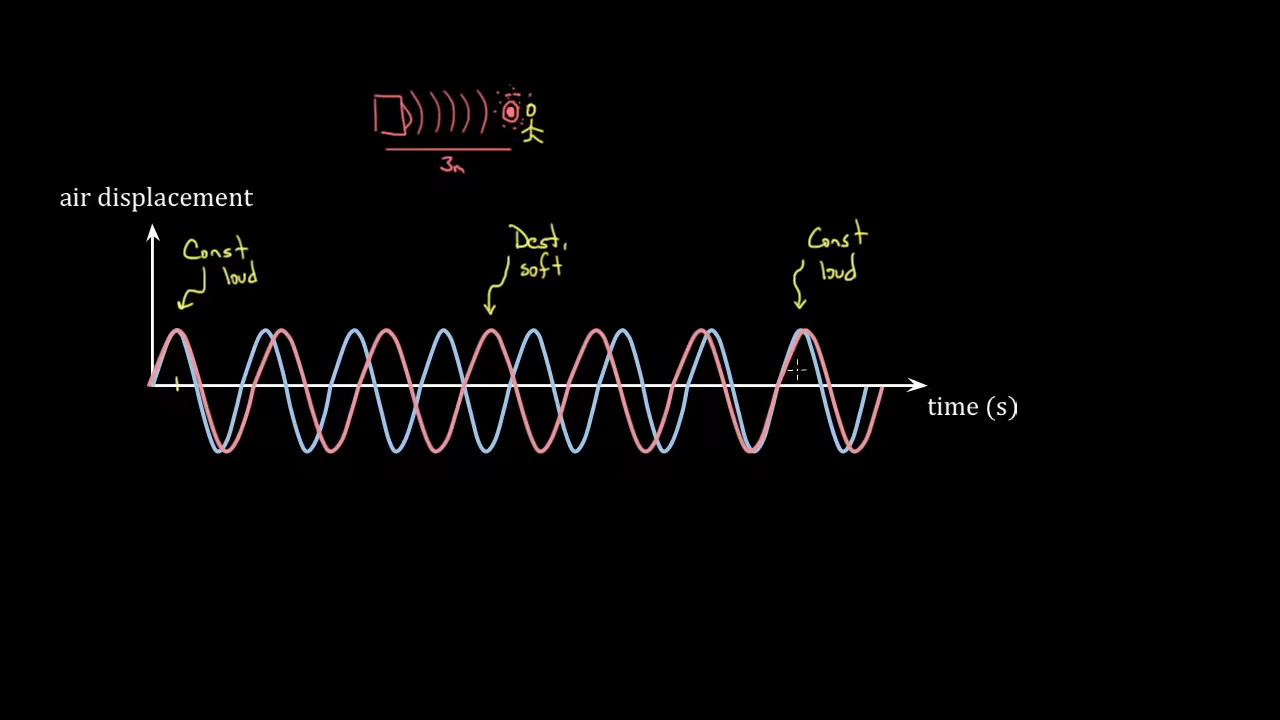 3m
air displacement
Const
loud
Dest.
soft
Const
loud
time (s)